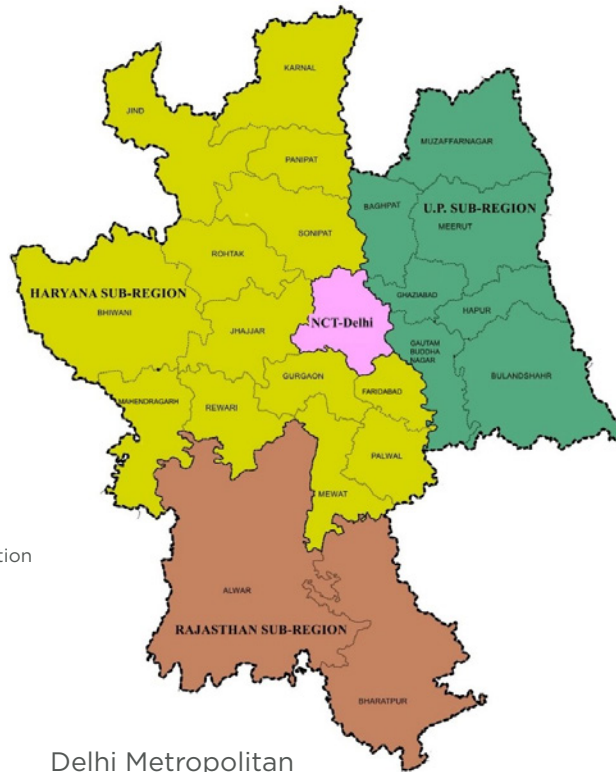 KARNAL
JIND
MUZAFFARNAGAR
PANIPAT
BAGHPAT
U.P. SUB-REGION
MEERUT
SONIPAT
ROHTAK
HARYANA SUB-REGION
BHIWANI
GHAZIABAD
HAPUR
NCT-Delhi
JHAJJAR
GAUTAM
BUDDHA
NAGAR
BULANDSHAHR
GURGAON
FARIDABAD
MAHENDRAGARH
REWARI
PALWAL
MEWAT
tion
ALWAR
RAJASTHAN SUB-REGION
BHARATPUR
Delhi Metropolitan